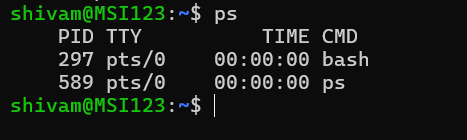 shivam@MSI123:~$ ps
    PID TTY          TIME CMD
    297 pts/0    00:00:00 bash
    589 pts/0    00:00:00 ps
shivam@MSI123:~$